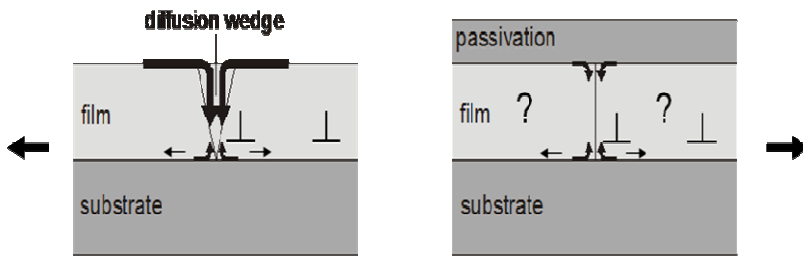 diffusion wedge
film
substrate
passivation
film ? ?
substrate